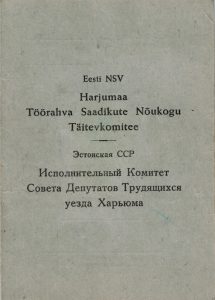 Eesti NSV
Harjumaa
Töörahva Saadikute Nõukogu
Täitevkomitee
Эстонская ССР
Исполнительный Комитет
Совета Депутатов Трудящихся
уезда Харьюма